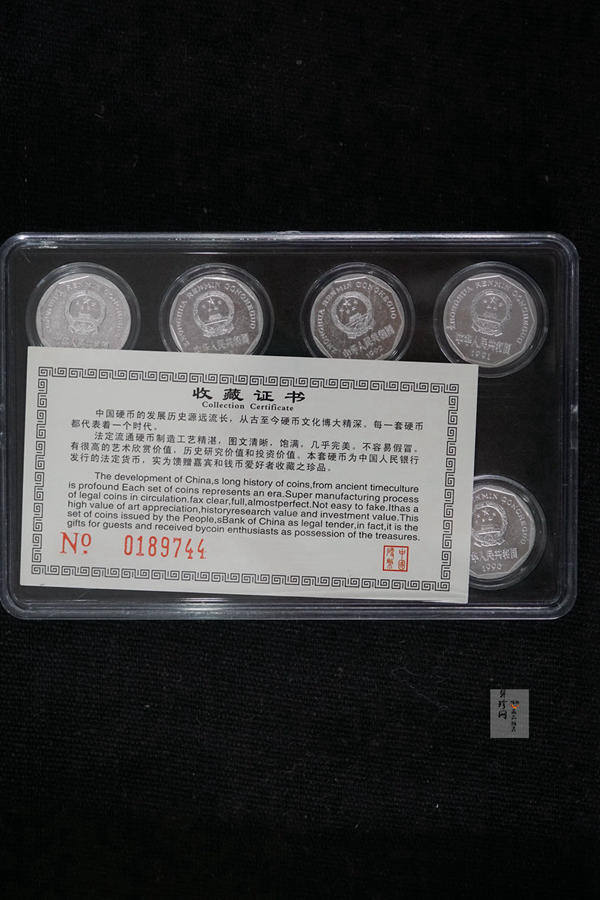 ZHONGHUA RENMIN GONGHEGUO
ZHONGHUA RENMIN GONGHEGUO
中华人民共和国
ZHONGHUA RENMIN GONGHEGUO
中华人民共和国
1992
ZHONGHUA RENMIN GONGHEGUO
中华人民共和国
1991
收藏证书
Collection Certificate
中国硬币的发展历史源远流长，从古至今硬币文化博大精深。每一套硬币
都代表着一个时代。
法定流通硬币制造工艺精湛，图文清晰，饱满，几乎完美。不容易假冒。
有很高的艺术欣赏价值，历史研究价值和投资价值。本套硬币为中国人民银行
发行的法定货币，实为馈赠嘉宾和钱币爱好者收藏之珍品。
The development of China,s long history of coins,from ancient timeculture
is profound Each set of coins represents an era.Super manufacturing process
of legal coins in circulation.fax clear,full,almostperfect.Not easy to fake.Ithas a
high value of art appreciation,historyresearch value and investment value.This
set of coins issued by the People,sBank of China as legal tender,in fact,it is the
gifts for guests and received bycoin enthusiasts as possession of the treasures.
No. 0189744
中国
RENMIN GONGHEGUO
中华人民共和国
1996